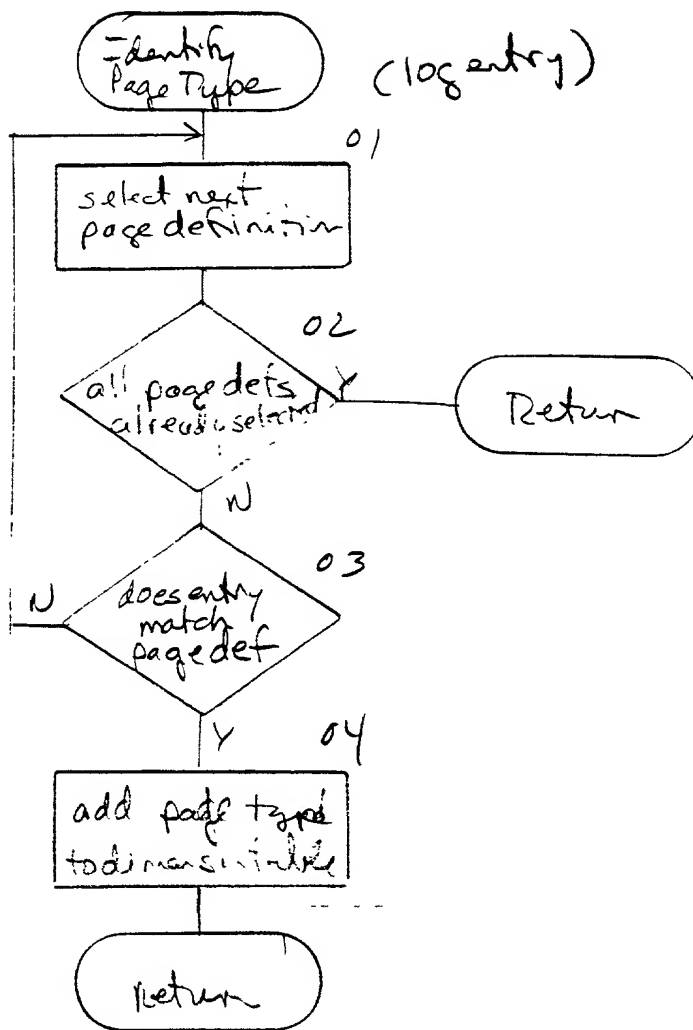 Identify
Page Type
(log entry)
01
select next
page definition
02
all page defs
already selected
Y
Return
N
03
does entry
match
page def
N
Y
04
add page type
to dimens table
Return